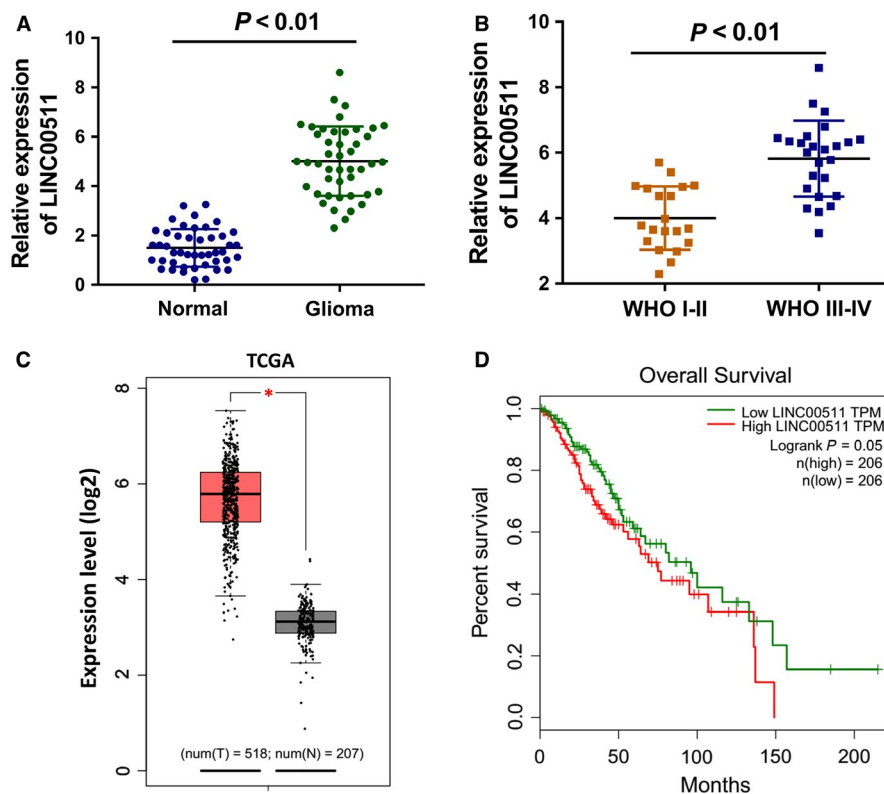 A
P < 0.01
Relative expression
of LINC00511
10
8
6
4
2
0
Normal
Glioma
B
P < 0.01
Relative expression
of LINC00511
10
8
6
4
2
WHO I-II
WHO III-IV
C
TCGA
*
Expression level (log2)
8
6
4
2
0
(num(T) = 518; num(N) = 207)
D
Overall Survival
Low LINC00511 TPM
High LINC00511 TPM
Logrank P = 0.05
n(high) = 206
n(low) = 206
Percent survival
1.0
0.8
0.6
0.4
0.2
0.0
0
50
100
150
200
Months